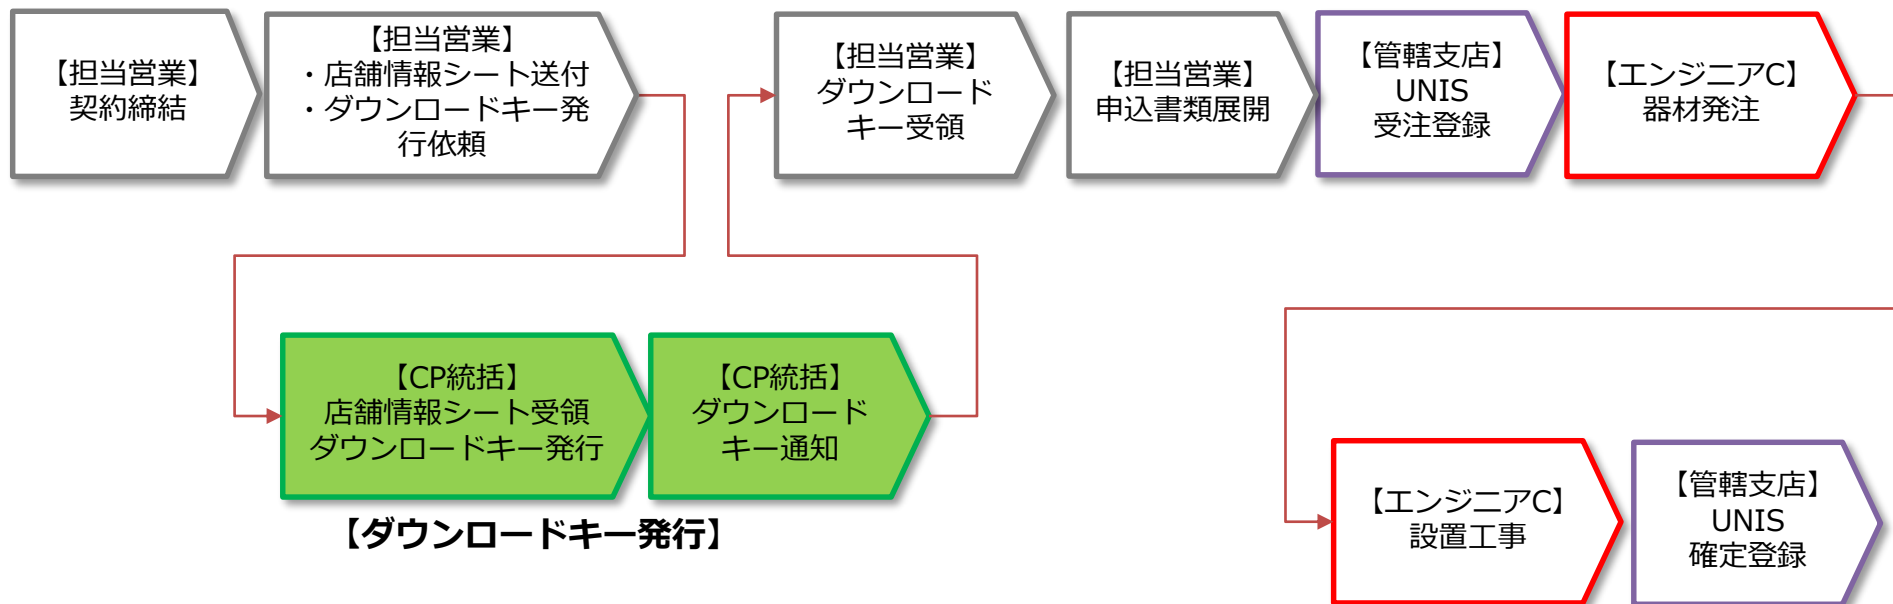 【担当営業】
契約締結
【担当営業】
・店舗情報シート送付
・ダウンロードキー発
行依頼
【担当営業】
ダウンロード
キー受領
【担当営業】
申込書類展開
【管轄支店】
UNIS
受注登録
【エンジニアC】
器材発注
【CP統括】
店舗情報シート受領
ダウンロードキー発行
【CP統括】
ダウンロード
キー通知
【ダウンロードキー発行】
【エンジニアC】
設置工事
【管轄支店】
UNIS
確定登録